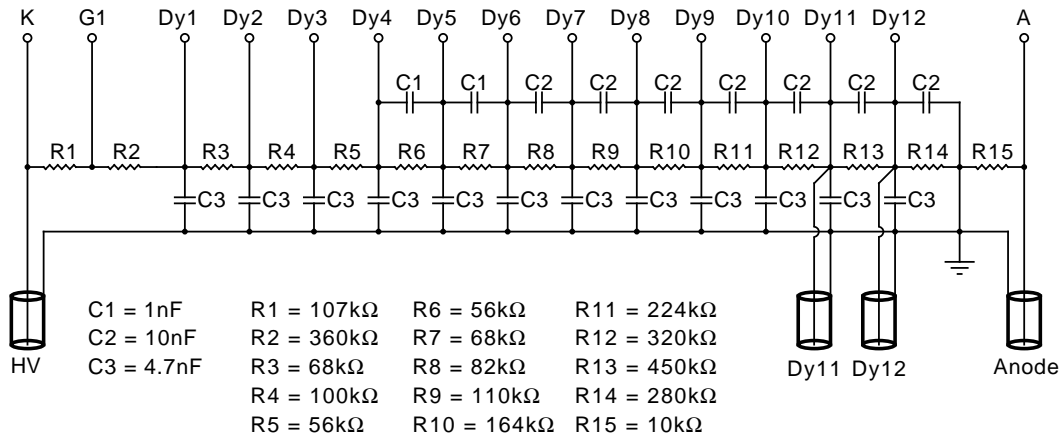 K G1 Dy1 Dy2 Dy3 Dy4 Dy5 Dy6 Dy7 Dy8 Dy9 Dy10 Dy11 Dy12 A
C1 C1 C2 C2 C2 C2 C2 C2 C2
R1 R2 R3 R4 R5 R6 R7 R8 R9 R10 R11 R12 R13 R14 R15
C3 C3 C3 C3 C3 C3 C3 C3 C3 C3 C3 C3
C1 = 1nF R1 = 107kΩ R6 = 56kΩ R11 = 224kΩ
C2 = 10nF R2 = 360kΩ R7 = 68kΩ R12 = 320kΩ
C3 = 4.7nF R3 = 68kΩ R8 = 82kΩ R13 = 450kΩ
R4 = 100kΩ R9 = 110kΩ R14 = 280kΩ
R5 = 56kΩ R10 = 164kΩ R15 = 10kΩ
HV Dy11 Dy12 Anode